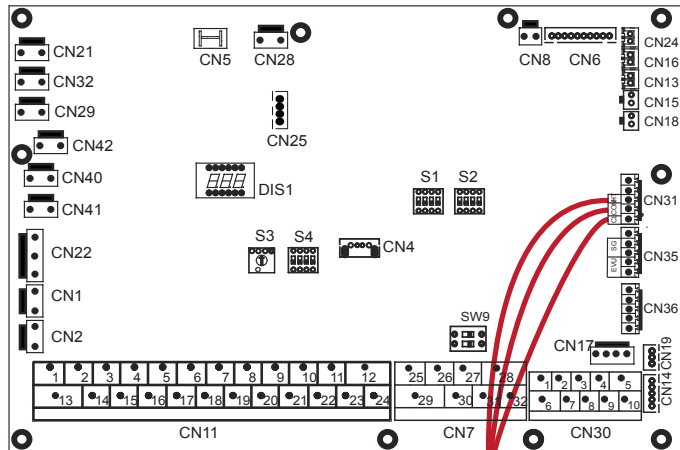 CN21
CN32
CN29
CN42
CN40
CN41
CN22
CN1
CN2
CN5
CN28
CN25
DIS1
S1
S2
S3
S4
CN4
SW9
CN8
CN6
CN24
CN16
CN13
CN15
CN18
CN31
CN35
EVU
SG
CN36
CN17
CN19
CN14
1 2 3 4 5 6 7 8 9 10 11 12
13 14 15 16 17 18 19 20 21 22 23 24
CN11
25 26 27 28
29 30 31 32
CN7
1 2 3 4 5
6 7 8 9 10
CN30